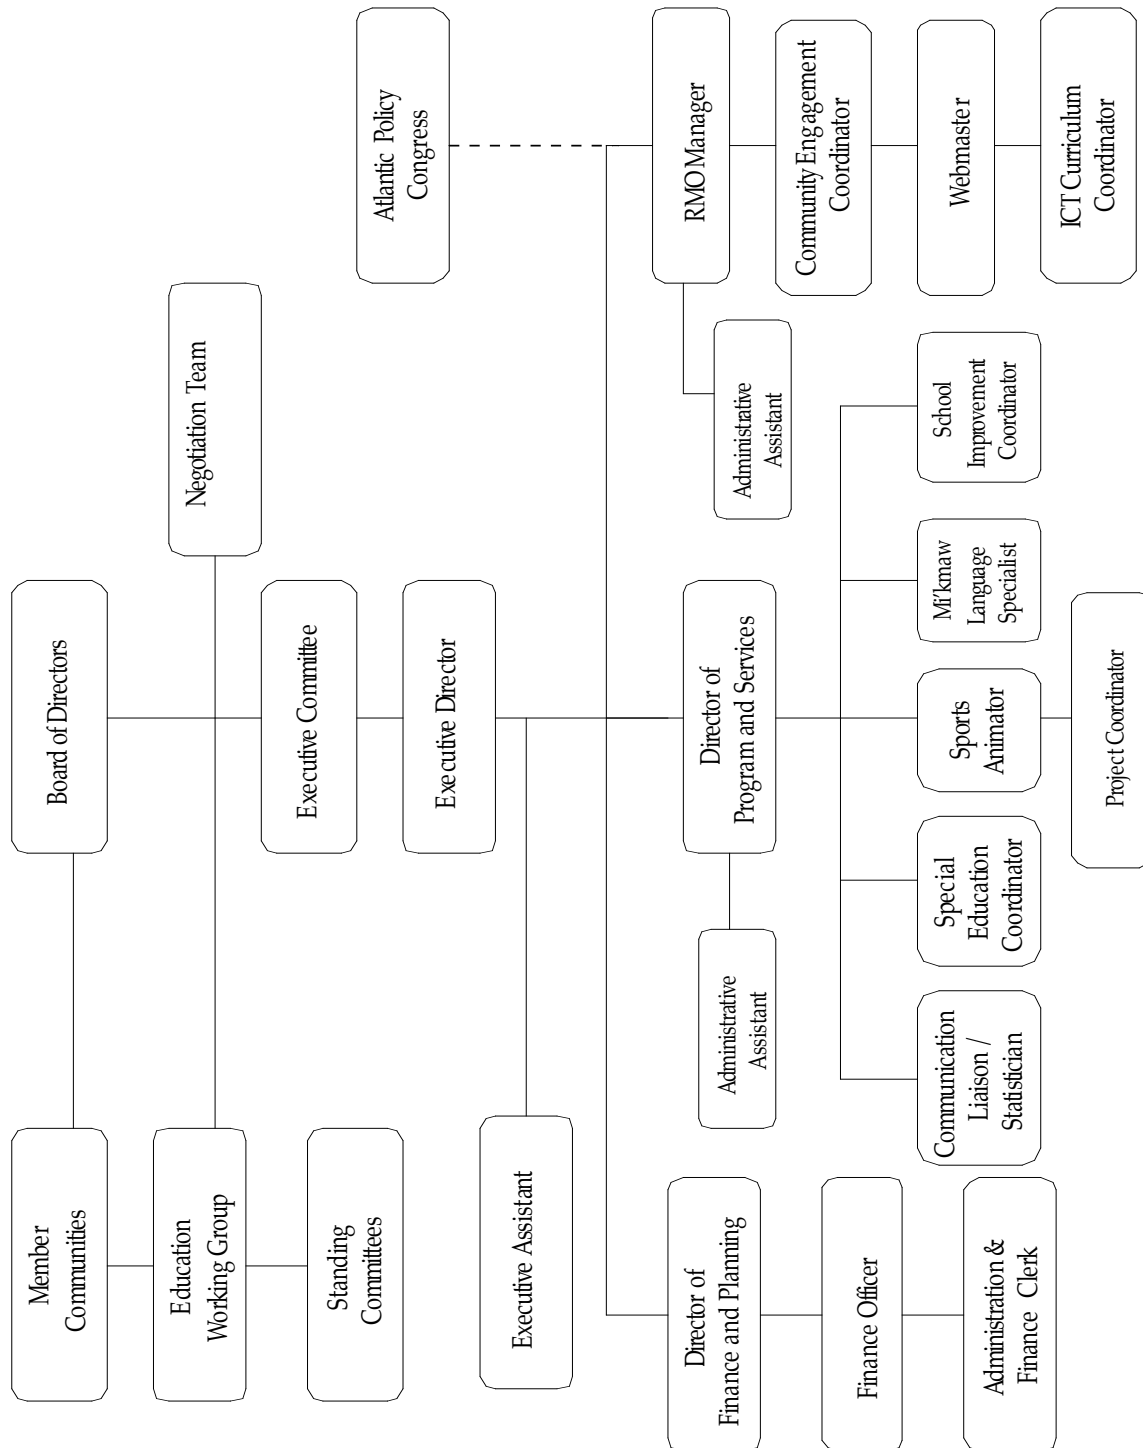 Member
Communities
Board of Directors
Education
Working Group
Negotiation Team
Standing
Committees
Executive Committee
Atlantic Policy
Congress
Executive Director
Executive Assistant
Director of
Finance and Planning
Director of
Program and Services
RMO Manager
Administrative
Assistant
Administrative
Assistant
Finance Officer
Community Engagement
Coordinator
Communication
Liaison /
Statistician
Special
Education
Coordinator
Sports
Animator
Mi'kmaw
Language
Specialist
School
Improvement
Coordinator
Webmaster
Administration &
Finance Clerk
Project Coordinator
ICT Curriculum
Coordinator